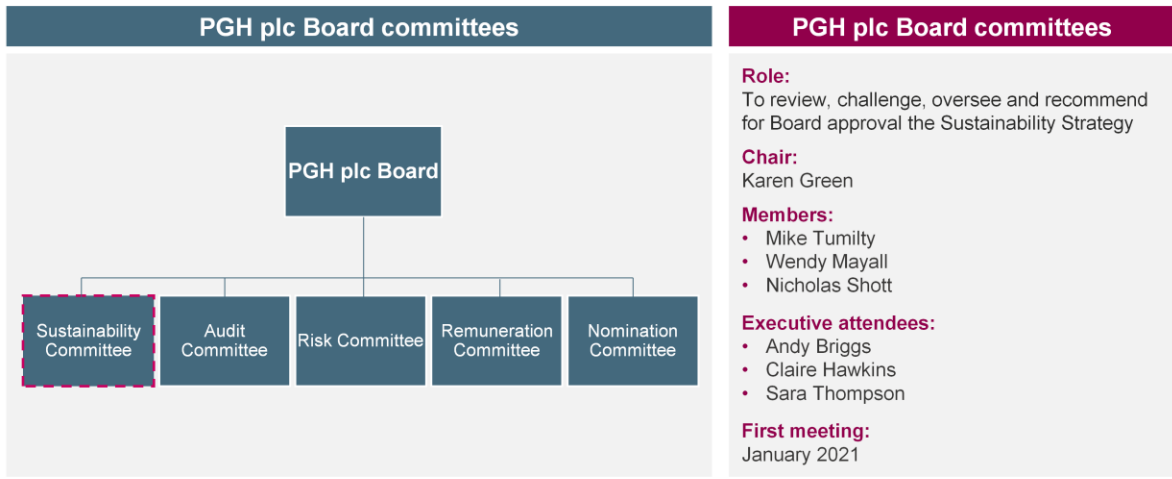 PGH plc Board committees
PGH plc Board
Sustainability
Committee
Audit
Committee
Risk Committee
Remuneration
Committee
Nomination
Committee
PGH plc Board committees
Role:
To review, challenge, oversee and recommend
for Board approval the Sustainability Strategy
Chair:
Karen Green
Members:
• Mike Tumilty
• Wendy Mayall
• Nicholas Shott
Executive attendees:
• Andy Briggs
• Claire Hawkins
• Sara Thompson
First meeting:
January 2021